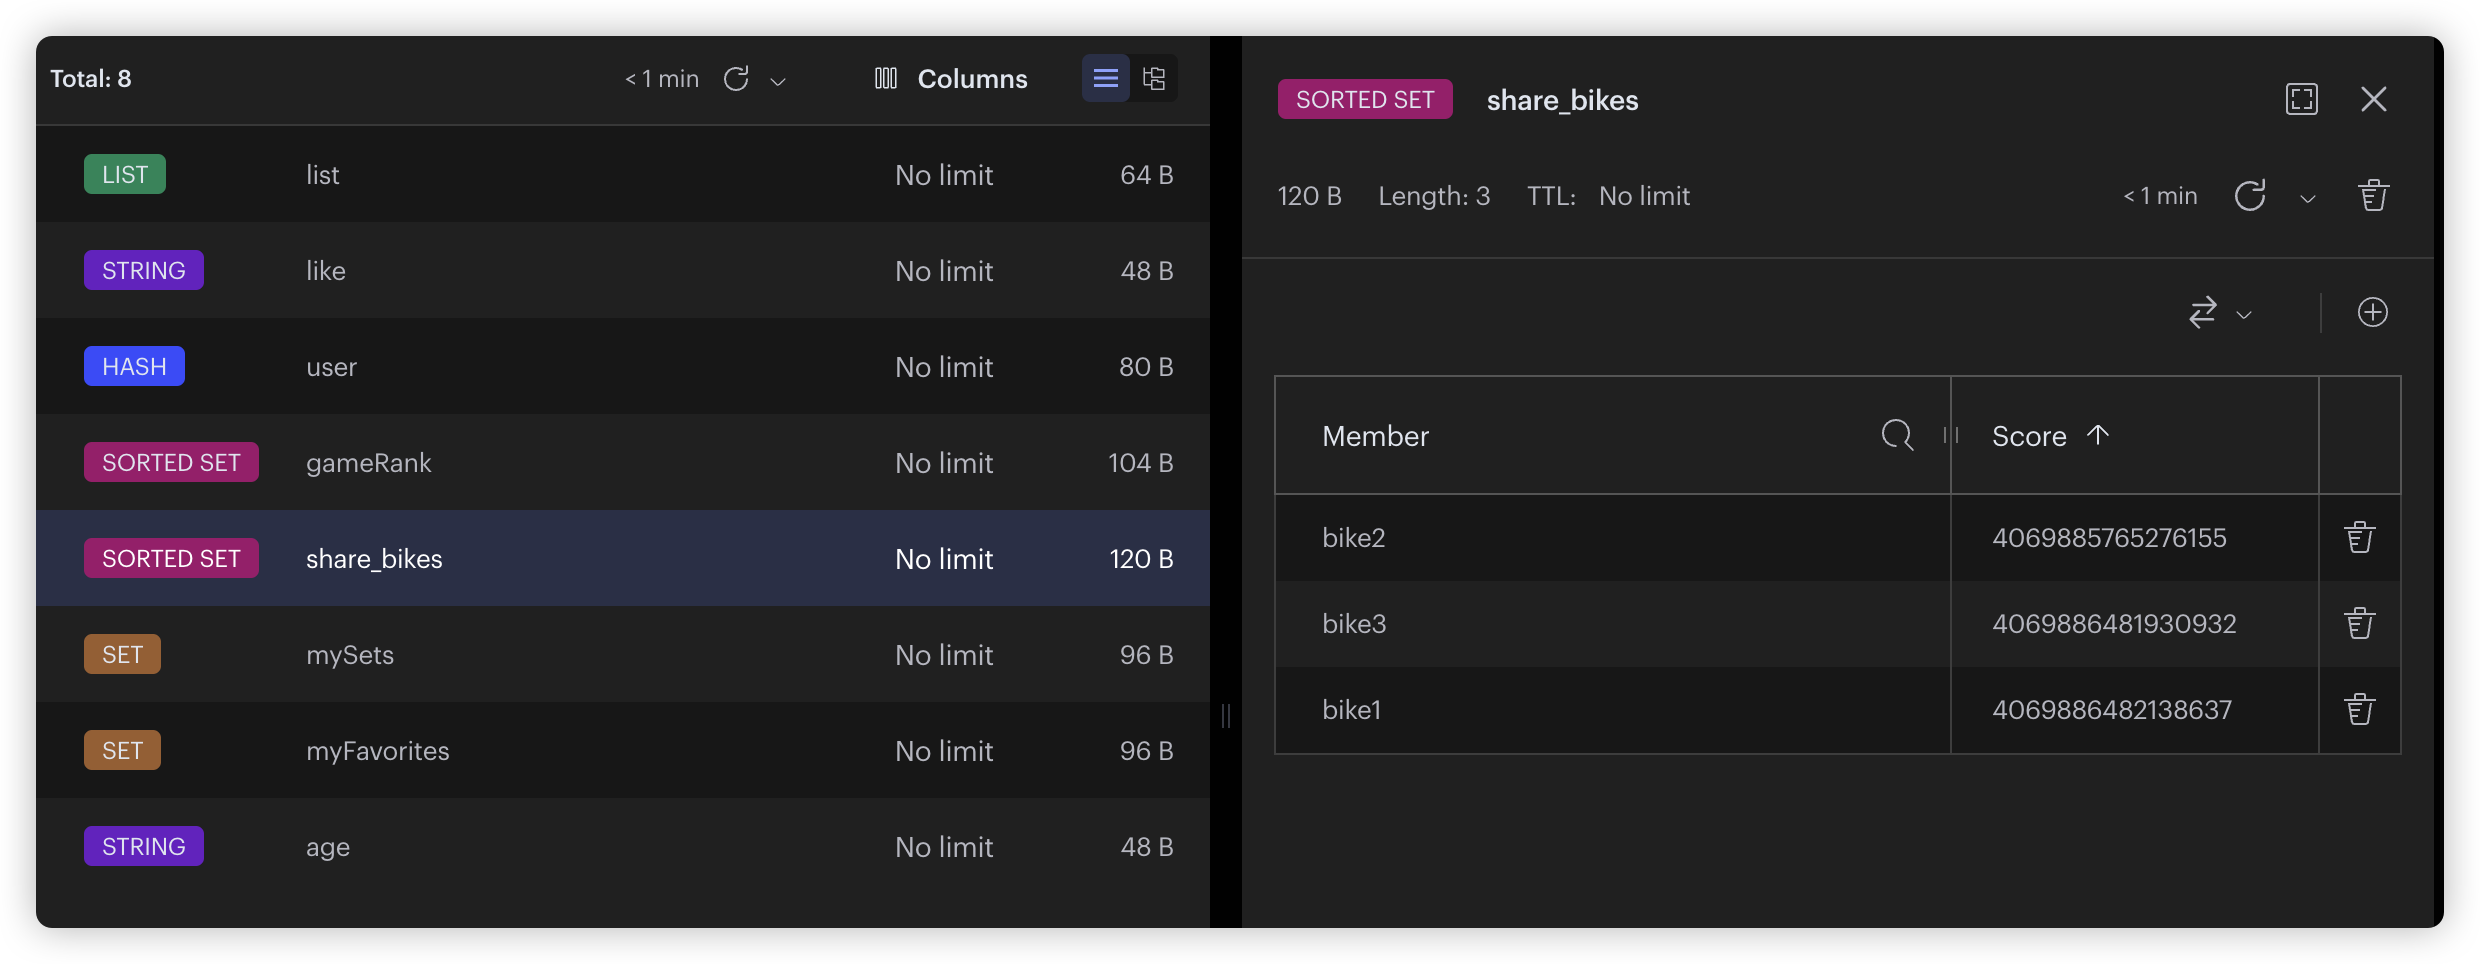 Total: 8 < 1 min Columns
LIST list No limit 64 B
STRING like No limit 48 B
HASH user No limit 80 B
SORTED SET gameRank No limit 104 B
SORTED SET share_bikes No limit 120 B
SET mySets No limit 96 B
SET myFavorites No limit 96 B
STRING age No limit 48 B
SORTED SET share_bikes
120 B Length: 3 TTL: No limit < 1 min
Member Score
bike2 4069885765276155
bike3 4069886481930932
bike1 4069886482138637